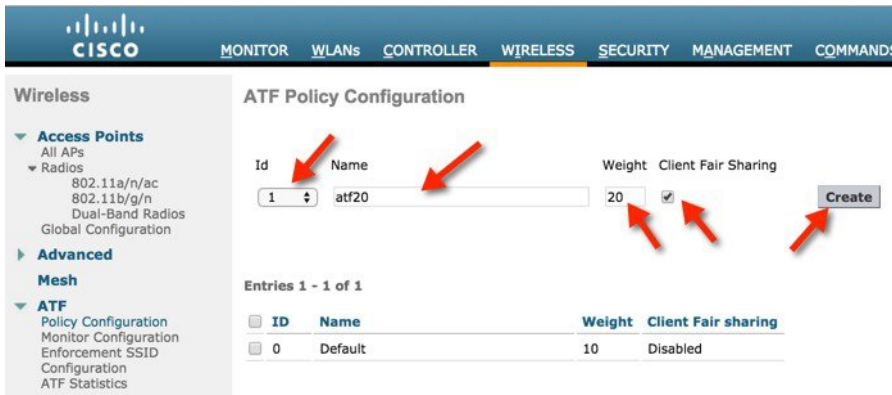 CISCO
MONITOR WLANs CONTROLLER WIRELESS SECURITY MANAGEMENT COMMANDS
Wireless
Access Points
All APs
Radios
802.11a/n/ac
802.11b/g/n
Dual-Band Radios
Global Configuration
Advanced
Mesh
ATF
Policy Configuration
Monitor Configuration
Enforcement SSID
Configuration
ATF Statistics
ATF Policy Configuration
Id Name Weight Client Fair Sharing
1 atf20 20 Create
Entries 1 - 1 of 1
ID Name Weight Client Fair sharing
0 Default 10 Disabled